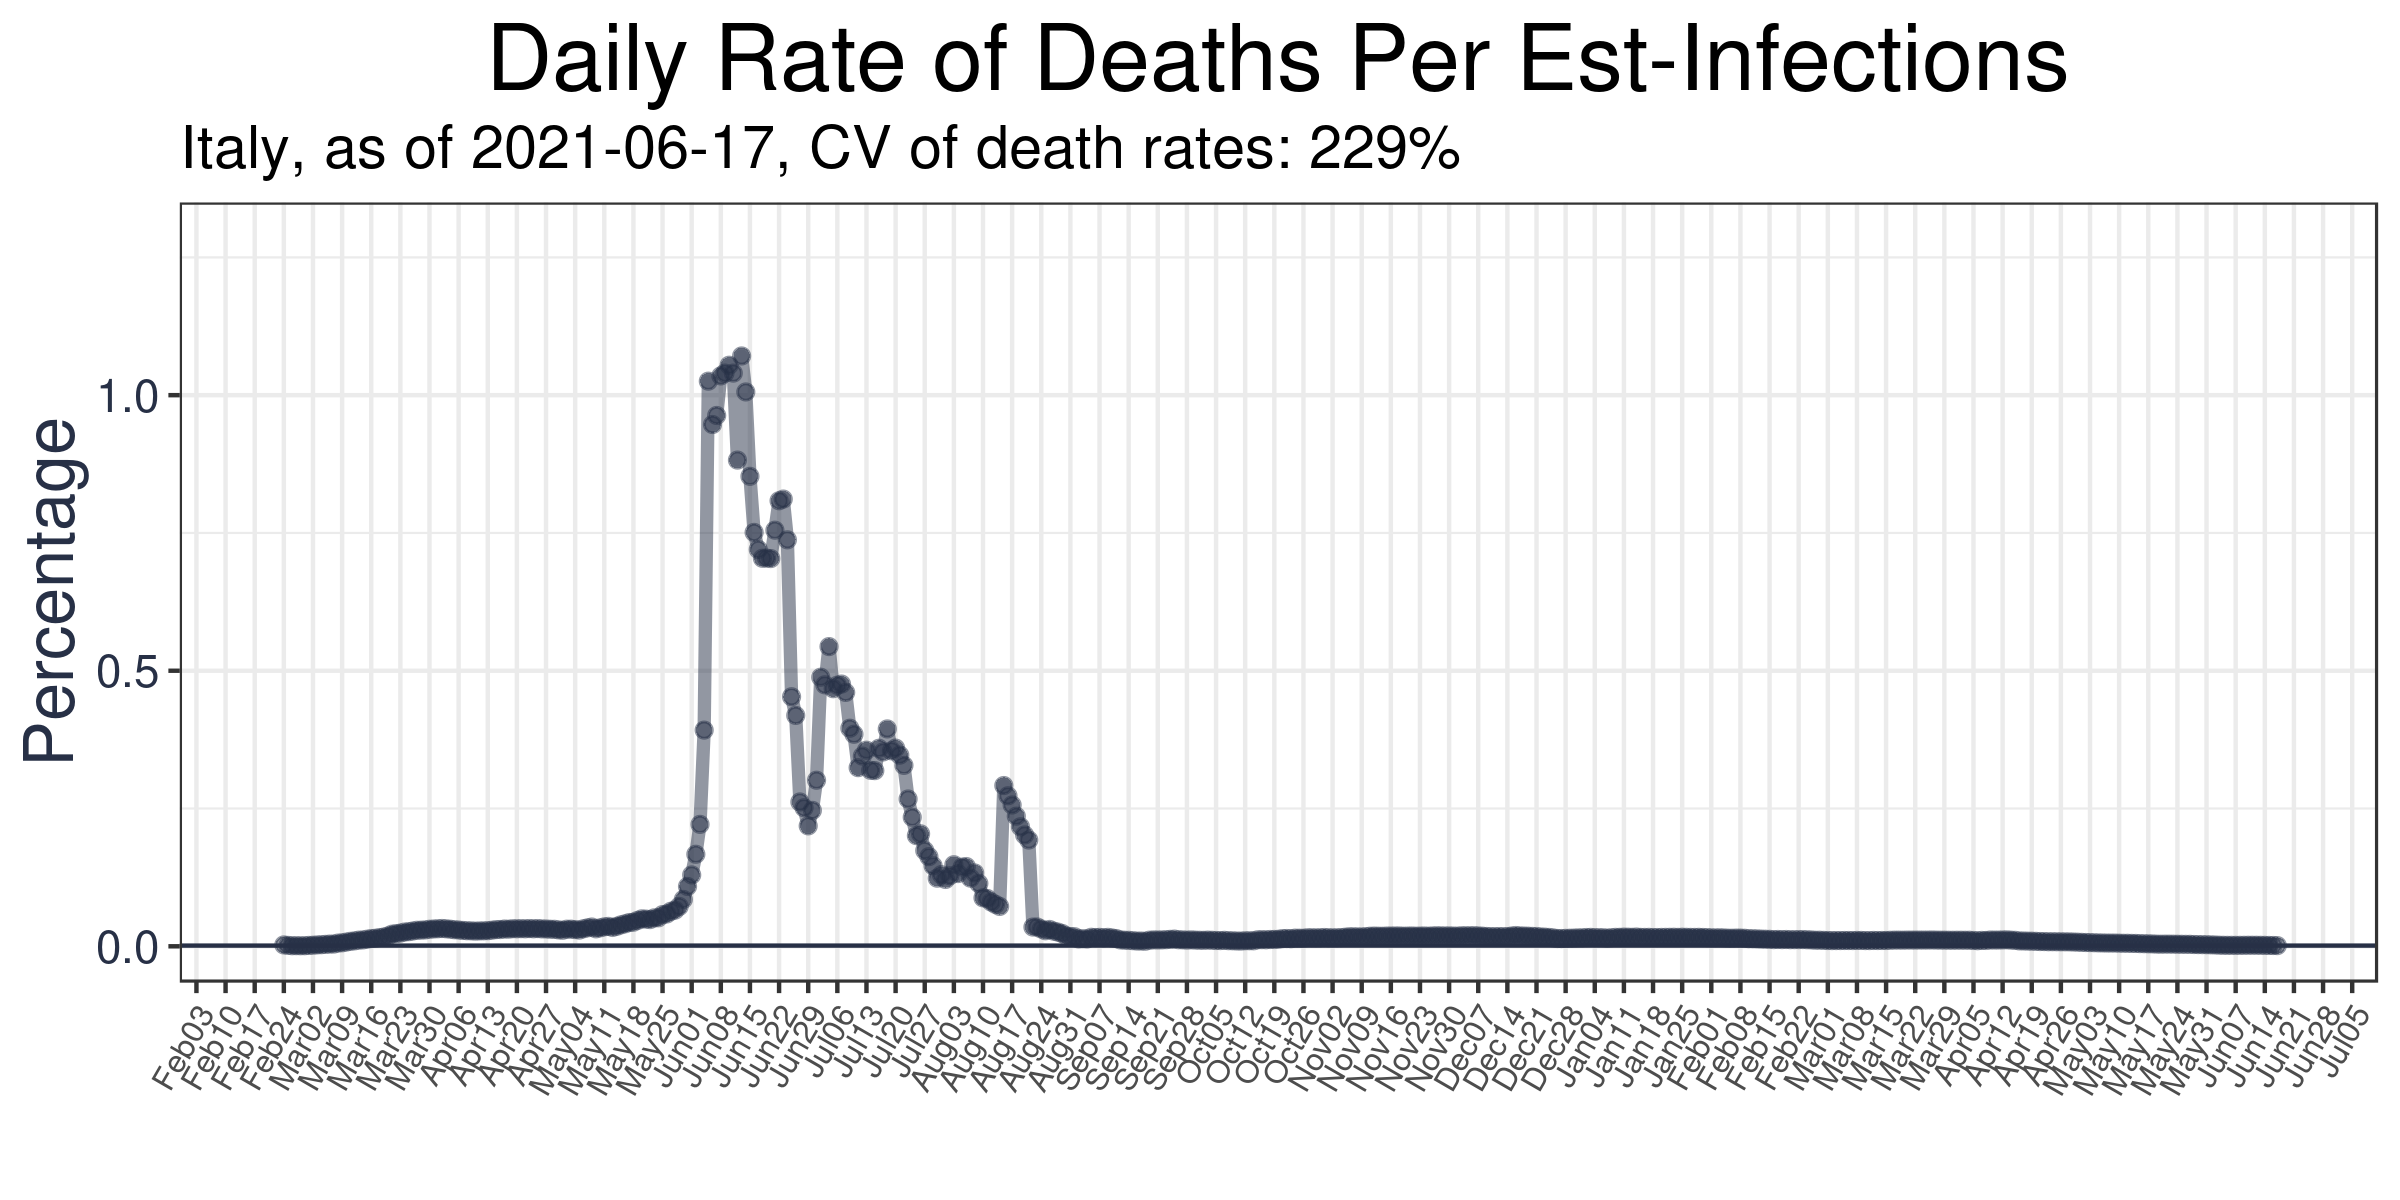 Daily Rate of Deaths Per Est-Infections
Italy, as of 2021-06-17, CV of death rates: 229%
Percentage
1.0
0.5
0.0
Feb03
Feb10
Feb17
Feb24
Mar02
Mar09
Mar16
Mar23
Mar30
Apr06
Apr13
Apr20
Apr27
May04
May11
May18
May25
Jun01
Jun08
Jun15
Jun22
Jun29
Jul06
Jul13
Jul20
Jul27
Aug03
Aug10
Aug17
Aug24
Aug31
Sep07
Sep14
Sep21
Sep28
Oct05
Oct12
Oct19
Oct26
Nov02
Nov09
Nov16
Nov23
Nov30
Dec07
Dec14
Dec21
Dec28
Jan04
Jan11
Jan18
Jan25
Feb01
Feb08
Feb15
Feb22
Mar01
Mar08
Mar15
Mar22
Mar29
Apr05
Apr12
Apr19
Apr26
May03
May10
May17
May24
May31
Jun07
Jun14
Jun21
Jun28
Jul05